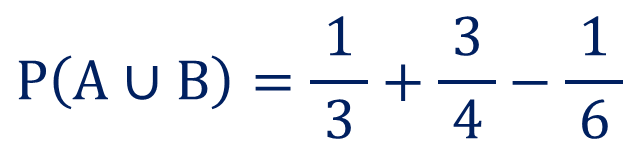 P(A ∪ B) = 1/3 + 3/4 − 1/6